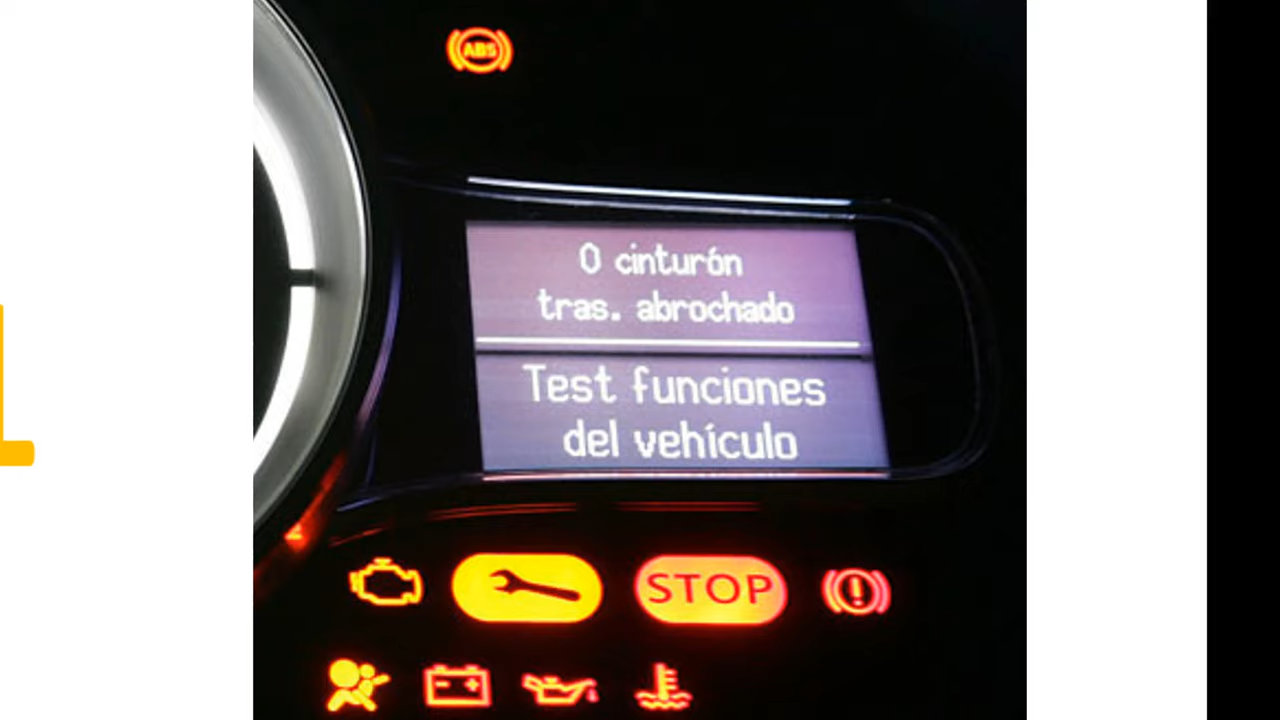 ABS
0 cinturón
tras. abrochado
Test funciones
del vehículo
STOP